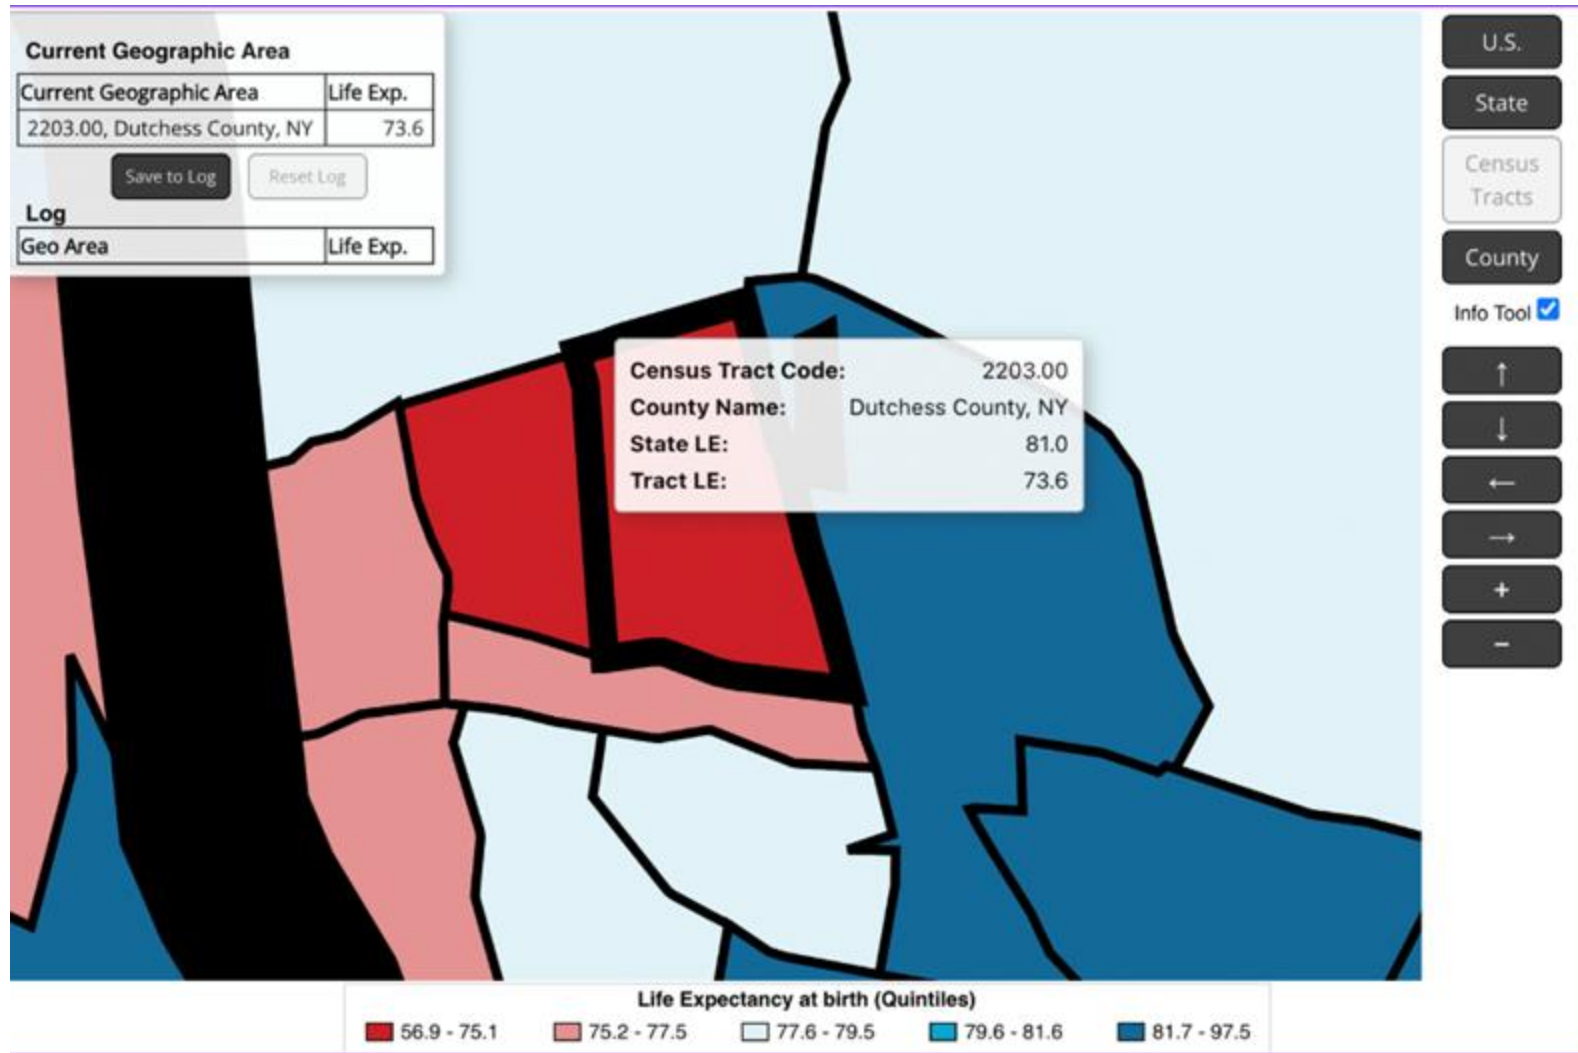 Current Geographic Area
Current Geographic Area Life Exp.
2203.00, Dutchess County, NY 73.6
Save to Log Reset Log
Log
Geo Area Life Exp.
Census Tract Code: 2203.00
County Name: Dutchess County, NY
State LE: 81.0
Tract LE: 73.6
U.S.
State
Census
Tracts
County
Info Tool
↑
↓
←
→
+
−
Life Expectancy at birth (Quintiles)
56.9 - 75.1 75.2 - 77.5 77.6 - 79.5 79.6 - 81.6 81.7 - 97.5